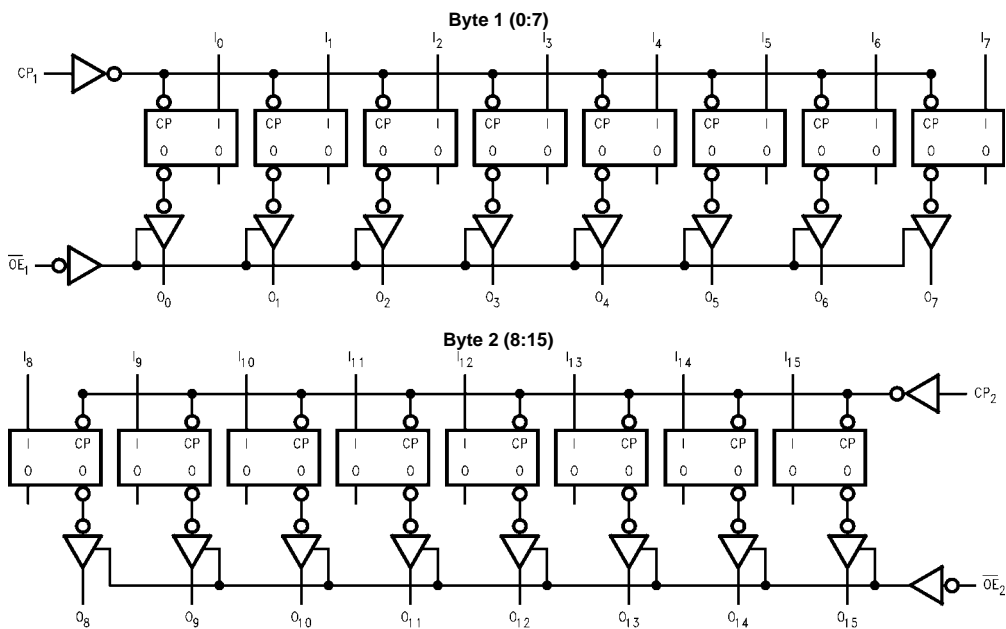 Byte 1 (0:7)
I0 I1 I2 I3 I4 I5 I6 I7
CP1
CP I CP I CP I CP I CP I CP I CP I CP I
O O O O O O O O O O O O O O O O
OE1
O0 O1 O2 O3 O4 O5 O6 O7
Byte 2 (8:15)
I8 I9 I10 I11 I12 I13 I14 I15
CP2
I CP I CP I CP I CP I CP I CP I CP I CP
O O O O O O O O O O O O O O O O
OE2
O8 O9 O10 O11 O12 O13 O14 O15